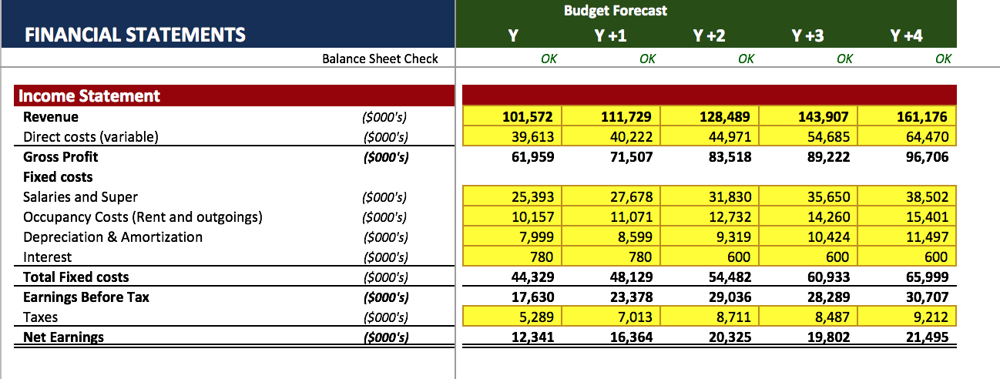 Budget Forecast
FINANCIAL STATEMENTS Y Y +1 Y +2 Y +3 Y +4
Balance Sheet Check OK OK OK OK OK
Income Statement
Revenue ($000's) 101,572 111,729 128,489 143,907 161,176
Direct costs (variable) ($000's) 39,613 40,222 44,971 54,685 64,470
Gross Profit ($000's) 61,959 71,507 83,518 89,222 96,706
Fixed costs
Salaries and Super ($000's) 25,393 27,678 31,830 35,650 38,502
Occupancy Costs (Rent and outgoings) ($000's) 10,157 11,071 12,732 14,260 15,401
Depreciation & Amortization ($000's) 7,999 8,599 9,319 10,424 11,497
Interest ($000's) 780 780 600 600 600
Total Fixed costs ($000's) 44,329 48,129 54,482 60,933 65,999
Earnings Before Tax ($000's) 17,630 23,378 29,036 28,289 30,707
Taxes ($000's) 5,289 7,013 8,711 8,487 9,212
Net Earnings ($000's) 12,341 16,364 20,325 19,802 21,495